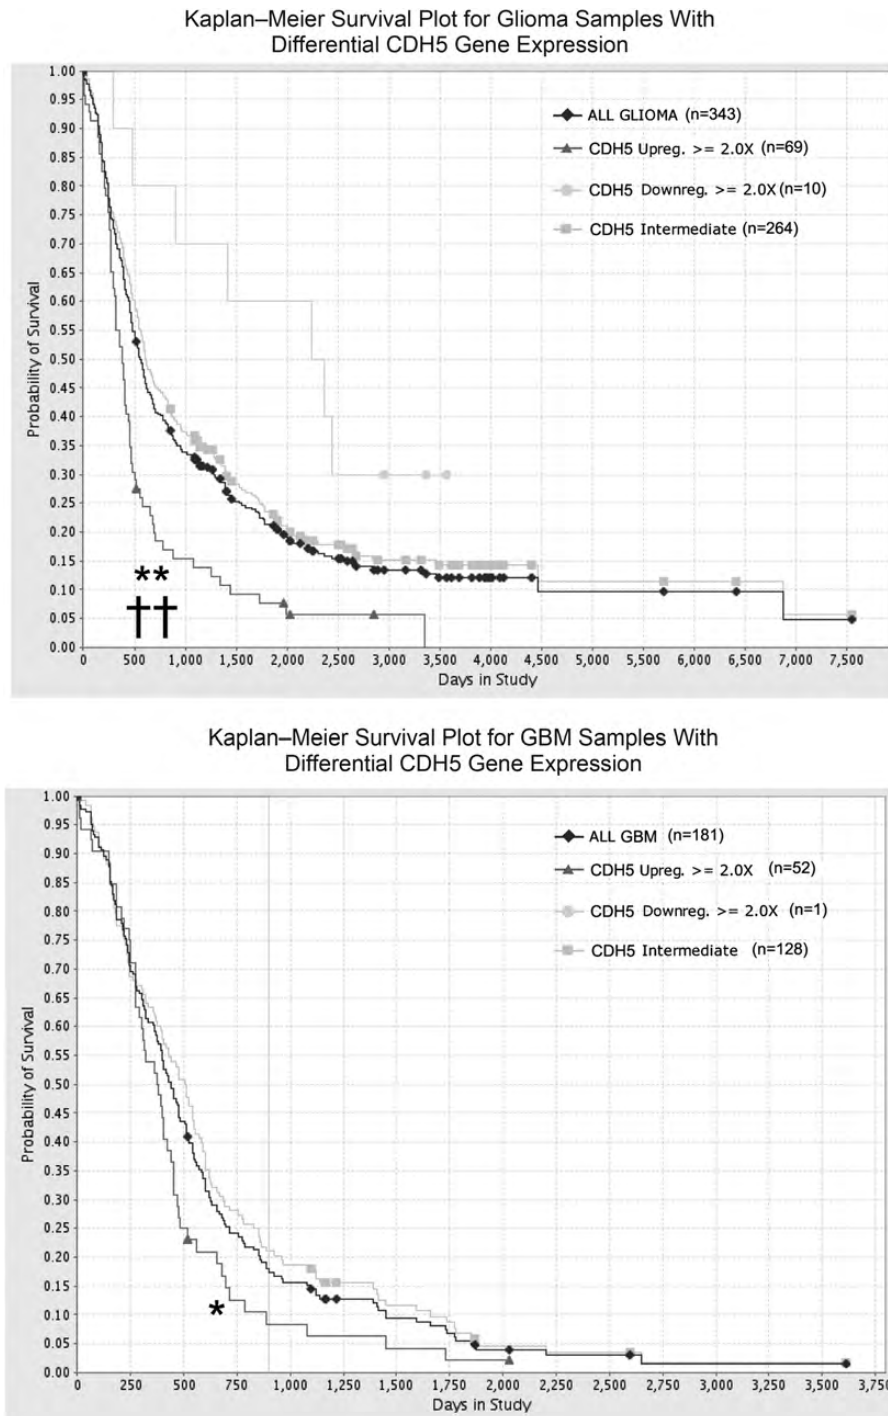 Kaplan–Meier Survival Plot for Glioma Samples With
Differential CDH5 Gene Expression
1.00
0.95
0.90
0.85
0.80
0.75
0.70
0.65
0.60
0.55
0.50
0.45
0.40
0.35
0.30
0.25
0.20
0.15
0.10
0.05
0.00
Probability of Survival
ALL GLIOMA (n=343)
CDH5 Upreg. >= 2.0X (n=69)
CDH5 Downreg. >= 2.0X (n=10)
CDH5 Intermediate (n=264)
**
††
0 500 1,000 1,500 2,000 2,500 3,000 3,500 4,000 4,500 5,000 5,500 6,000 6,500 7,000 7,500
Days in Study
Kaplan–Meier Survival Plot for GBM Samples With
Differential CDH5 Gene Expression
1.00
0.95
0.90
0.85
0.80
0.75
0.70
0.65
0.60
0.55
0.50
0.45
0.40
0.35
0.30
0.25
0.20
0.15
0.10
0.05
0.00
Probability of Survival
ALL GBM (n=181)
CDH5 Upreg. >= 2.0X (n=52)
CDH5 Downreg. >= 2.0X (n=1)
CDH5 Intermediate (n=128)
*
0 250 500 750 1,000 1,250 1,500 1,750 2,000 2,250 2,500 2,750 3,000 3,250 3,500 3,750
Days in Study